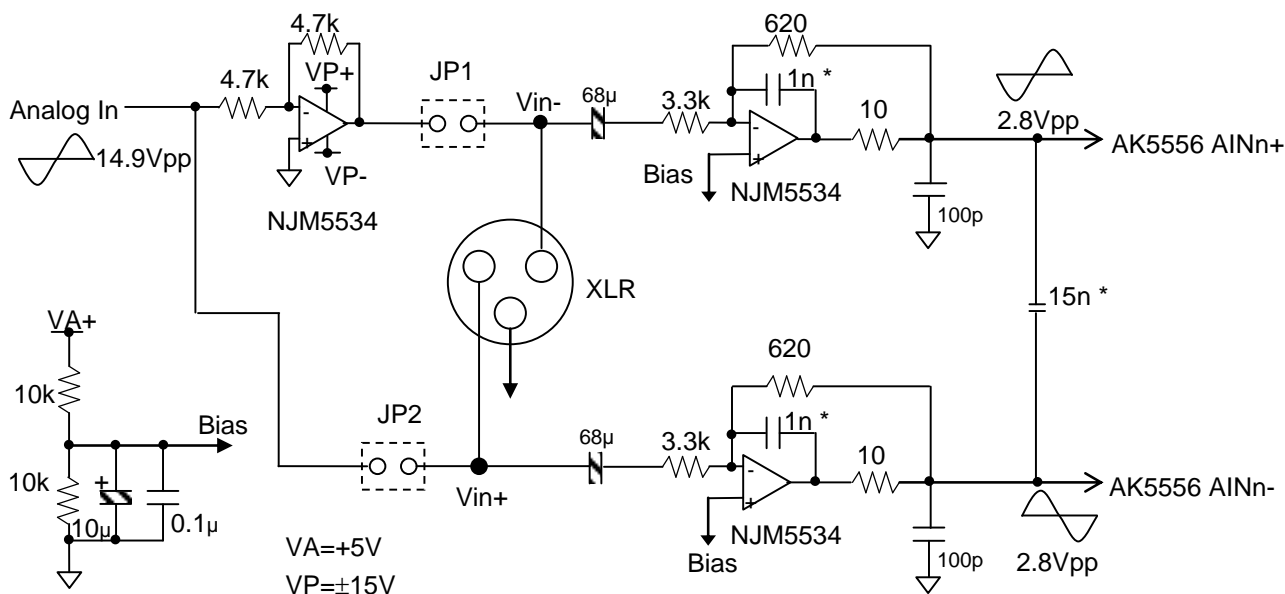 4.7k
620
VP+
JP1
1n *
4.7k
68µ
3.3k
10
2.8Vpp
Analog In
Vin-
-
+
-
+
14.9Vpp
Bias
AK5556 AINn+
VP-
NJM5534
NJM5534
100p
XLR
15n *
VA+
620
10k
JP2
1n *
Bias
68µ
3.3k
10
-
+
10k
+
AK5556 AINn-
Vin+
10µ
0.1µ
NJM5534
VA=+5V
Bias
100p
2.8Vpp
VP=±15V